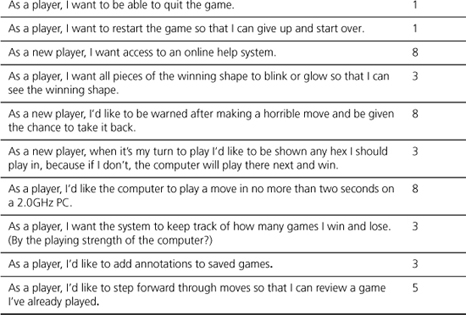 As a player, I want to be able to quit the game. 1
As a player, I want to restart the game so that I can give up and start over. 1
As a new player, I want access to an online help system. 8
As a player, I want all pieces of the winning shape to blink or glow so that I can 3
see the winning shape.
As a new player, I'd like to be warned after making a horrible move and be given 8
the chance to take it back.
As a new player, when it's my turn to play I'd like to be shown any hex I should 3
play in, because if I don't, the computer will play there next and win.
As a player, I'd like the computer to play a move in no more than two seconds on 8
a 2.0GHz PC.
As a player, I want the system to keep track of how many games I win and lose. 3
(By the playing strength of the computer?)
As a player, I'd like to add annotations to saved games. 3
As a player, I'd like to step forward through moves so that I can review a game 5
I've already played.